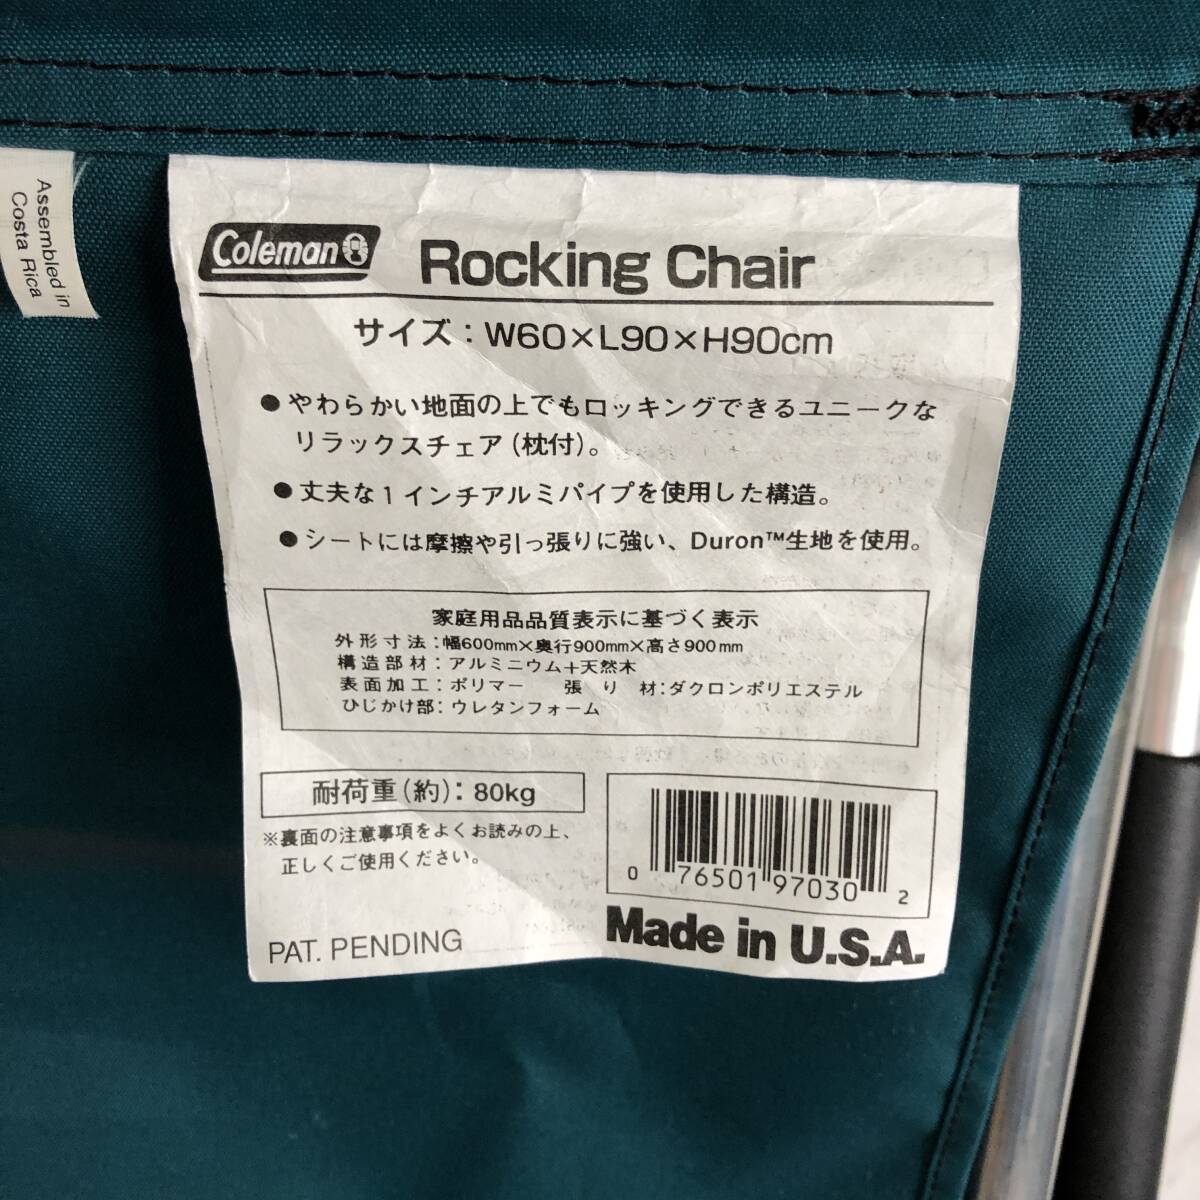 Assembled in
Costa Rica
Coleman
Rocking Chair
サイズ：W60×L90×H90cm
●やわらかい地面の上でもロッキングできるユニークな
リラックスチェア（枕付）。
●丈夫な1インチアルミパイプを使用した構造。
●シートには摩擦や引っ張りに強い、Duron™生地を使用。
家庭用品品質表示に基づく表示
外形寸法：幅600mm×奥行900mm×高さ900mm
構造部材：アルミニウム＋天然木
表面加工：ポリマー　張り材：ダクロンポリエステル
ひじかけ部：ウレタンフォーム
耐荷重（約）：80kg
※裏面の注意事項をよくお読みの上、
正しくご使用ください。
0 76501 97030 2
PAT. PENDING
Made in U.S.A.